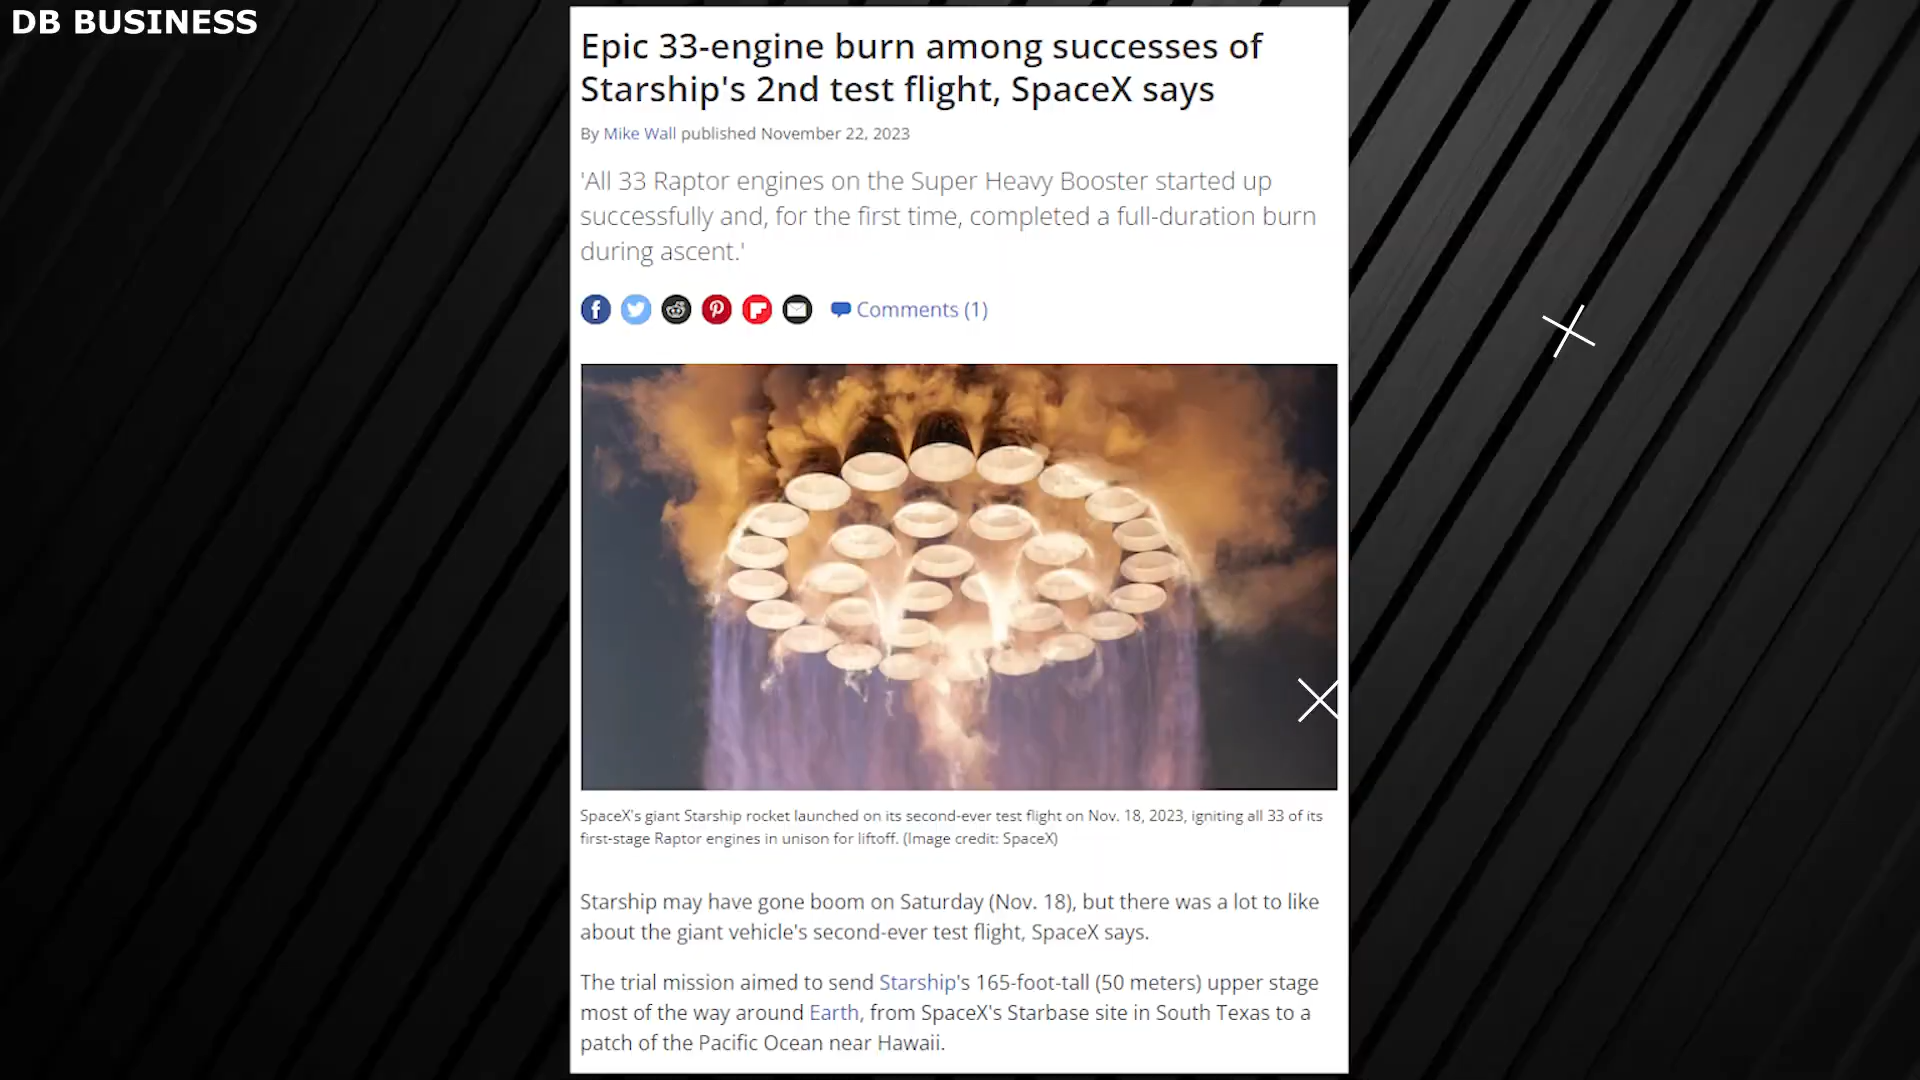 DB BUSINESS
Epic 33-engine burn among successes of
Starship's 2nd test flight, SpaceX says
By Mike Wall published November 22, 2023
'All 33 Raptor engines on the Super Heavy Booster started up
successfully and, for the first time, completed a full-duration burn
during ascent.'
Comments (1)
SpaceX's giant Starship rocket launched on its second-ever test flight on Nov. 18, 2023, igniting all 33 of its
first-stage Raptor engines in unison for liftoff. (Image credit: SpaceX)
Starship may have gone boom on Saturday (Nov. 18), but there was a lot to like
about the giant vehicle's second-ever test flight, SpaceX says.
The trial mission aimed to send Starship's 165-foot-tall (50 meters) upper stage
most of the way around Earth, from SpaceX's Starbase site in South Texas to a
patch of the Pacific Ocean near Hawaii.